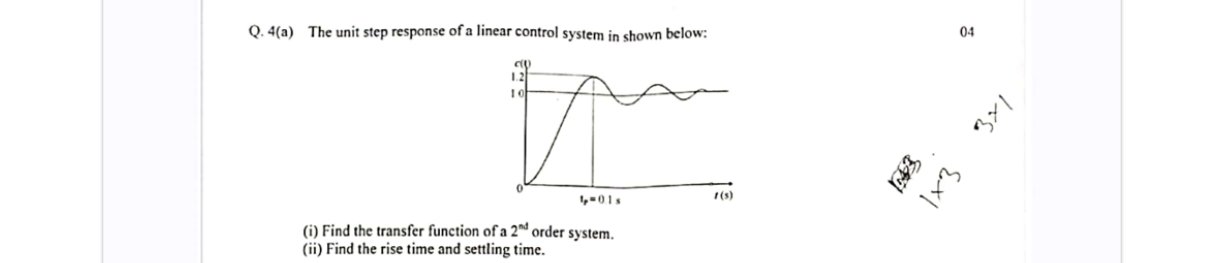 Q. 4(a) The unit step response of a linear control system in shown below: 04
c(t)
1.2
1 0
0
tₚ=0 1 s
t (s)
3×1
1×3
(i) Find the transfer function of a 2ⁿᵈ order system.
(ii) Find the rise time and settling time.